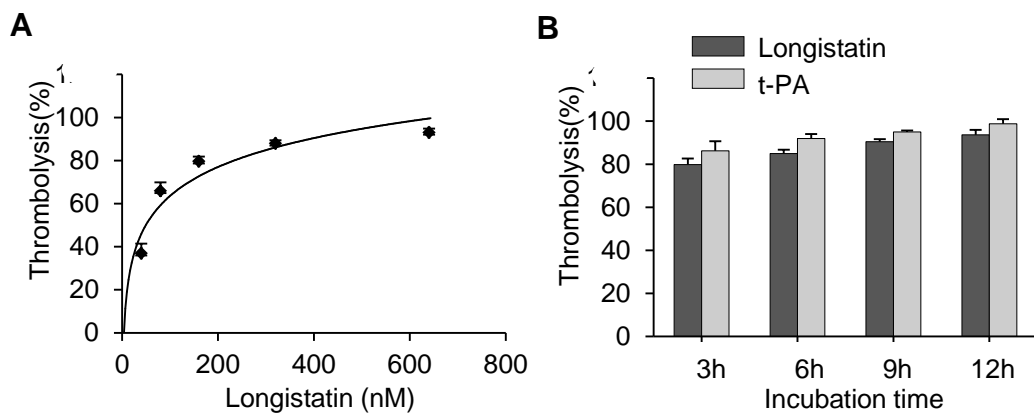 A
Thrombolysis(%)
100
80
60
40
20
0
0 200 400 600 800
Longistatin (nM)
B
Longistatin
t-PA
Thrombolysis(%)
100
80
60
40
20
0
3h 6h 9h 12h
Incubation time